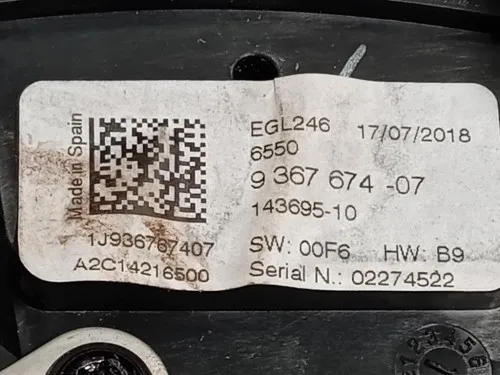 Made in Spain
EGL246 17/07/2018
6550
9 367 674 -07
143695-10
1J936767407
A2C14216500
SW: 00F6 HW: B9
Serial N.: 02274522
123456